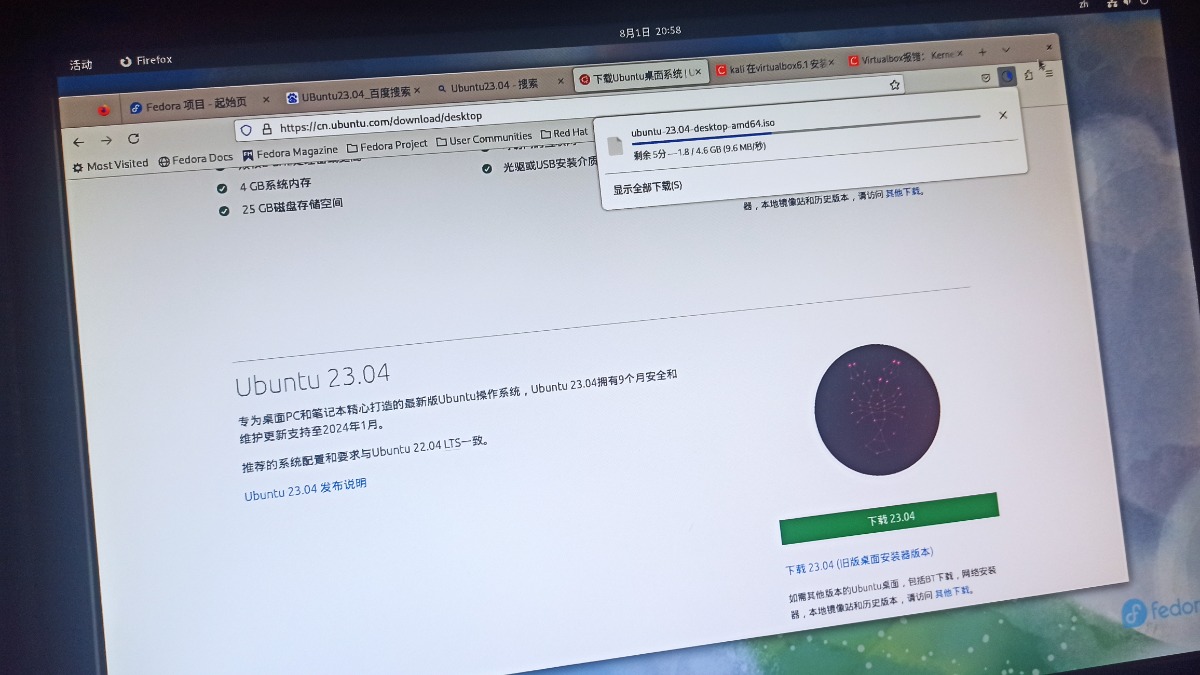 zh
8月1日 20:58
活动
Firefox
Fedora 项目 - 起始页
UBuntu23.04_百度搜索
Ubuntu23.04 - 搜索
下载Ubuntu桌面系统 | U
kali 在virtualbox6.1 安装
Virtualbox报错：Kerne
https://cn.ubuntu.com/download/desktop
Most Visited
Fedora Docs
Fedora Magazine
Fedora Project
User Communities
Red Hat
ubuntu-23.04-desktop-amd64.iso
剩余 5分 — 1.8 / 4.6 GB (9.6 MB/秒)
显示全部下载(S)
4 GB系统内存
光驱或USB安装介质
25 GB磁盘存储空间
器，本地镜像站和历史版本，请访问 其他下载。
Ubuntu 23.04
专为桌面PC和笔记本精心打造的最新版Ubuntu操作系统，Ubuntu 23.04拥有9个月安全和
维护更新支持至2024年1月。
推荐的系统配置和要求与Ubuntu 22.04 LTS一致。
Ubuntu 23.04 发布说明
下载 23.04
下载 23.04 (旧版桌面安装器版本)
如需其他版本的Ubuntu桌面，包括BT下载，网络安装
器，本地镜像站和历史版本，请访问 其他下载。
fedor